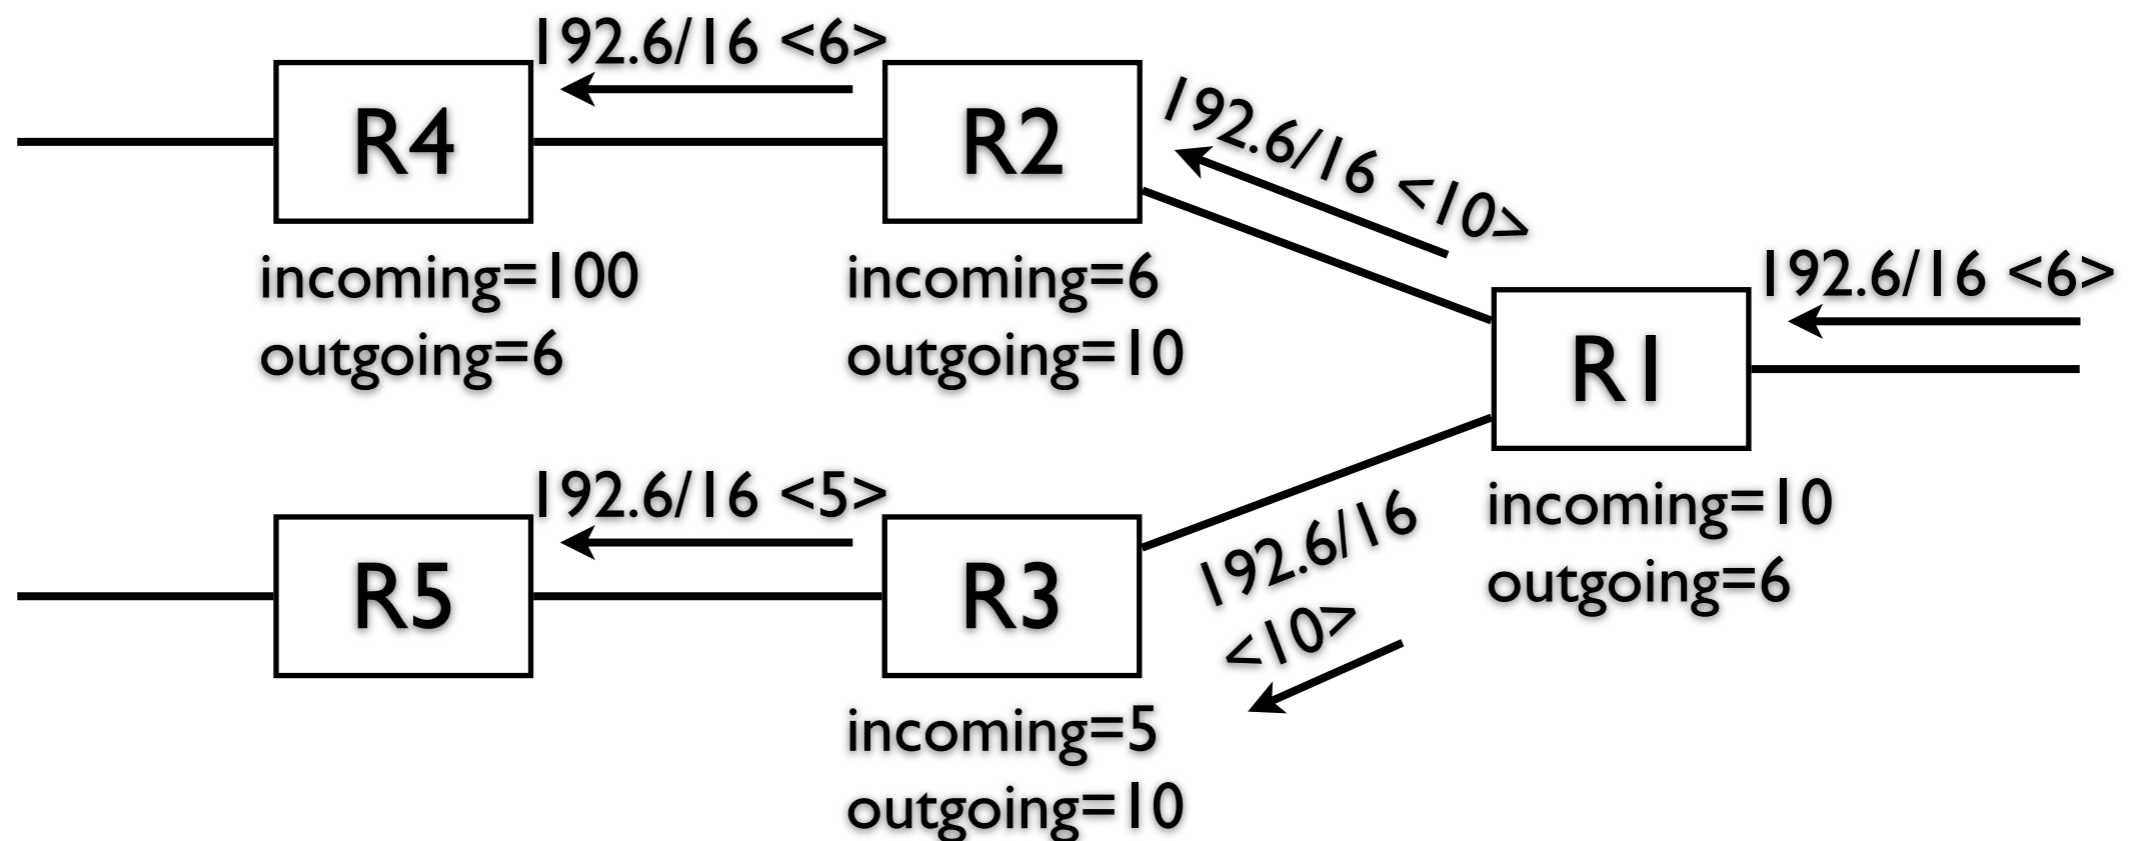 192.6/16 <6>
R4
R2
192.6/16 <10>
incoming=100
outgoing=6
incoming=6
outgoing=10
192.6/16 <6>
R1
192.6/16 <5>
R5
R3
192.6/16
<10>
incoming=10
outgoing=6
incoming=5
outgoing=10